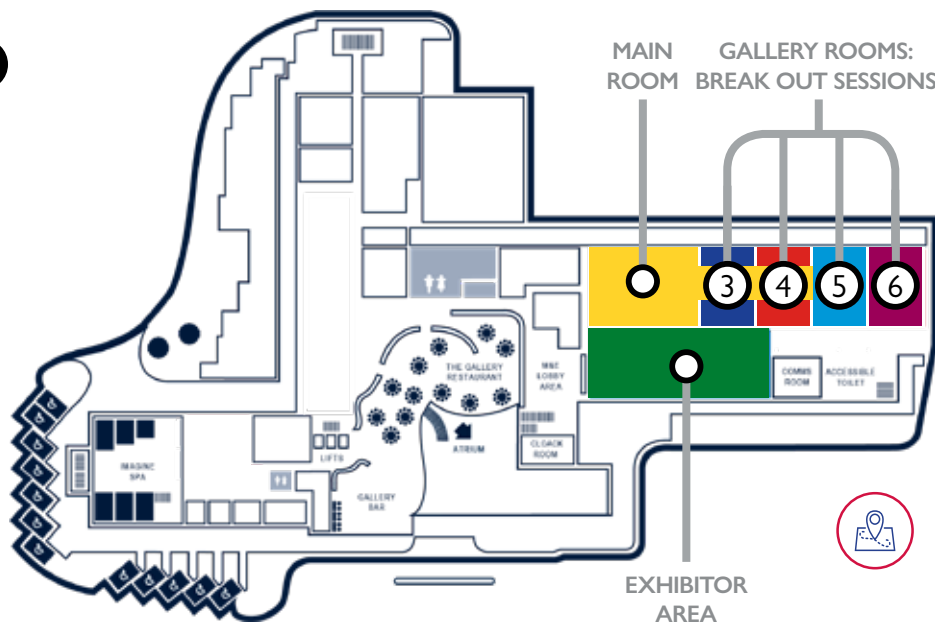 MAIN
ROOM
GALLERY ROOMS:
BREAK OUT SESSIONS
3
4
5
6
THE GALLERY
RESTAURANT
M&E
LOBBY
AREA
COMMS
ROOM
ACCESSIBLE
TOILET
CLOACK
ROOM
ATRIUM
LIFTS
IMAGINE
SPA
GALLERY
BAR
EXHIBITOR
AREA